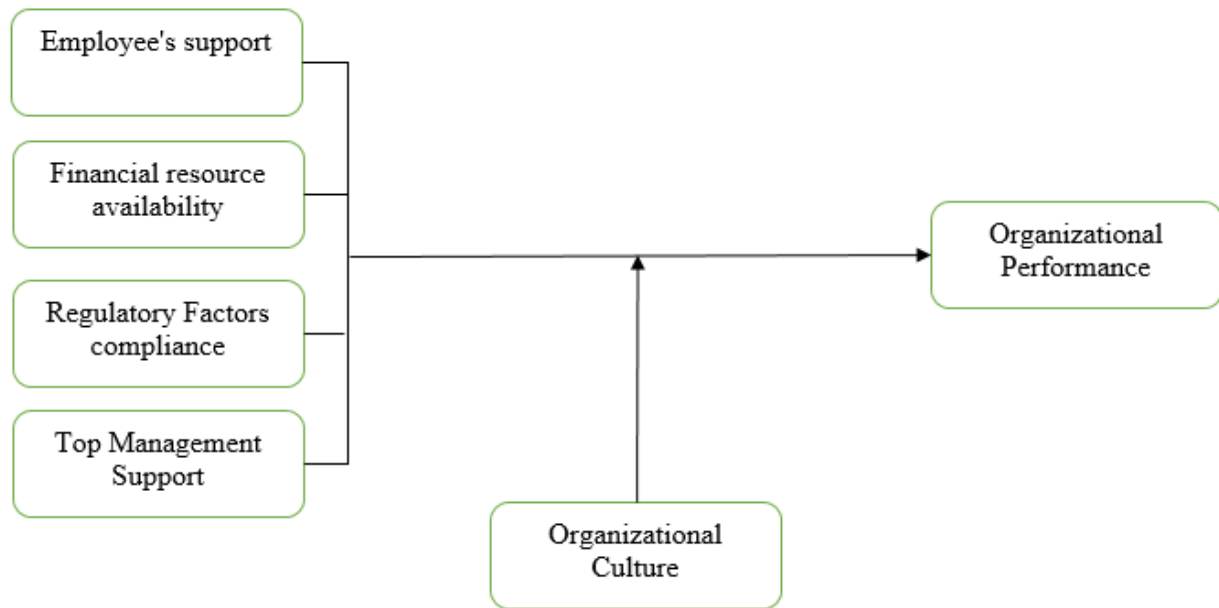 Employee's support
Financial resource
availability
Regulatory Factors
compliance
Top Management
Support
Organizational
Culture
Organizational
Performance